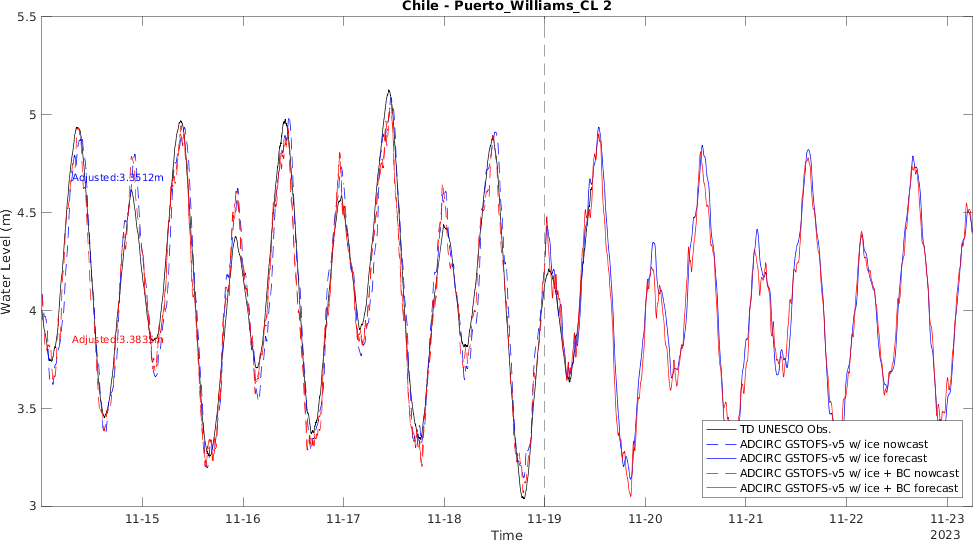 Chile - Puerto_Williams_CL 2
5.5
5
4.5
4
3.5
3
Water Level (m)
Adjusted:3.3512m
Adjusted:3.3835m
TD UNESCO Obs.
ADCIRC GSTOFS-v5 w/ ice nowcast
ADCIRC GSTOFS-v5 w/ ice forecast
ADCIRC GSTOFS-v5 w/ ice + BC nowcast
ADCIRC GSTOFS-v5 w/ ice + BC forecast
11-15 11-16 11-17 11-18 11-19 11-20 11-21 11-22 11-23
2023
Time